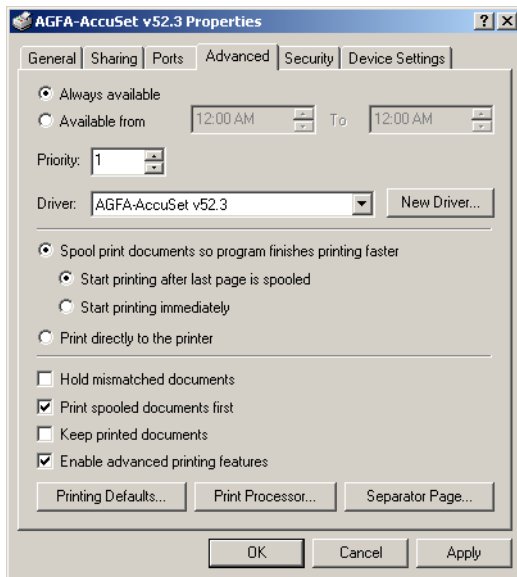 AGFA-AccuSet v52.3 Properties
General Sharing Ports Advanced Security Device Settings
Always available
Available from 12:00 AM To 12:00 AM
Priority: 1
Driver: AGFA-AccuSet v52.3 New Driver...
Spool print documents so program finishes printing faster
Start printing after last page is spooled
Start printing immediately
Print directly to the printer
Hold mismatched documents
Print spooled documents first
Keep printed documents
Enable advanced printing features
Printing Defaults... Print Processor... Separator Page...
OK Cancel Apply